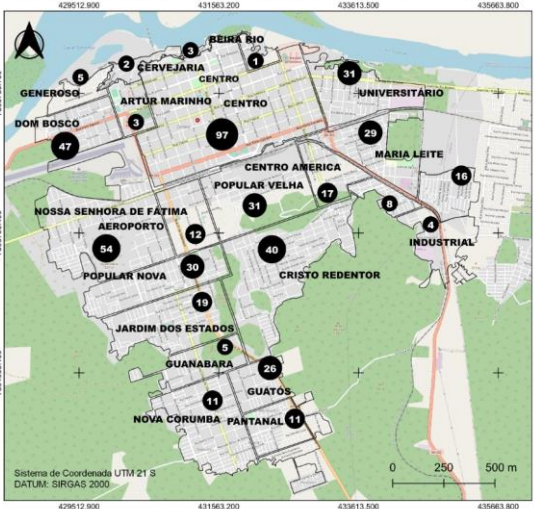 429512.900 431563.200 433613.500 435663.800
BEIRA RIO
3
1
2
CERVEJARIA
5
CENTRO
31
GENEROSO
UNIVERSITÁRIO
ARTUR MARINHO
CENTRO
DOM BOSCO
3
97
29
47
MARIA LEITE
CENTRO AMERICA
16
POPULAR VELHA
17
31
8
NOSSA SENHORA DE FÁTIMA
AEROPORTO
12
4
54
40
INDUSTRIAL
30
POPULAR NOVA
CRISTO REDENTOR
19
JARDIM DOS ESTADOS
5
GUANABARA
26
GUATOS
11
NOVA CORUMBA
PANTANAL
11
Sistema de Coordenada UTM 21 S
DATUM: SIRGAS 2000
0 250 500 m
429512.900 431563.200 433613.500 435663.800